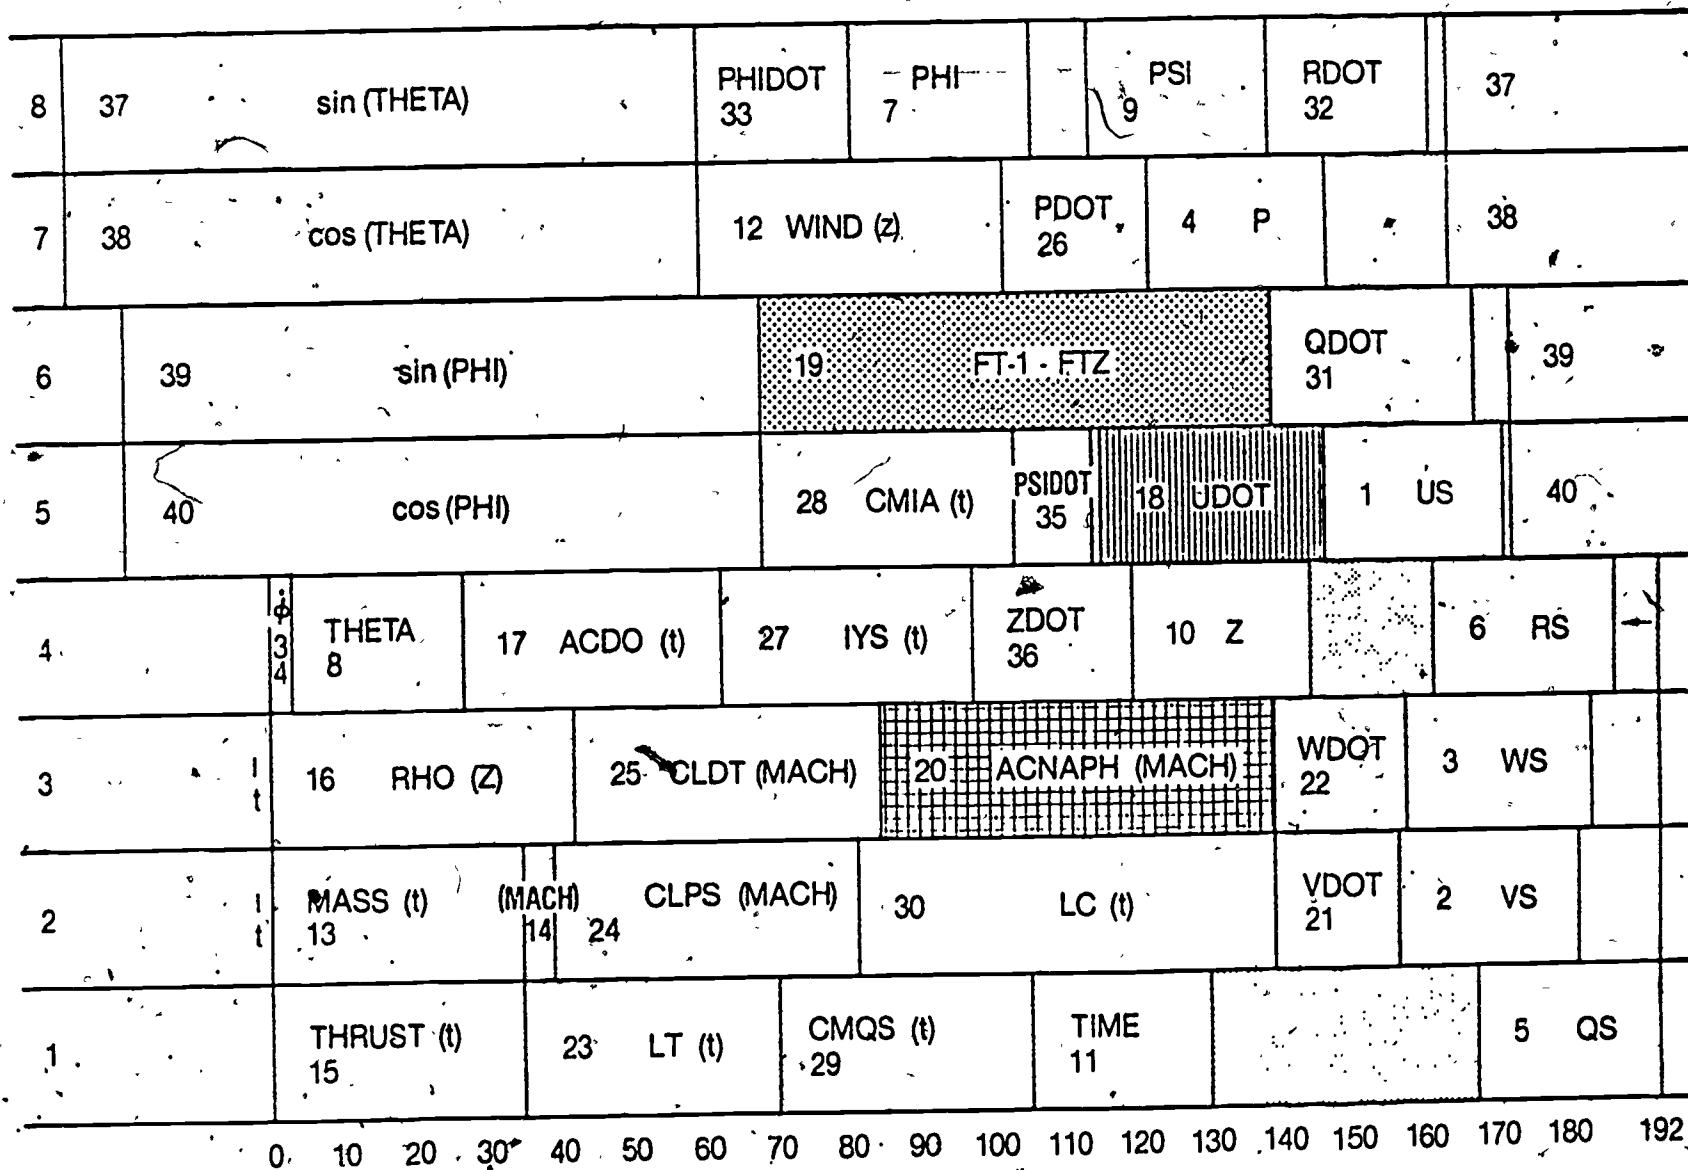 8 37 sin (THETA) PHIDOT 33 PHI 7 PSI 9 RDOT 32 37
7 38 cos (THETA) 12 WIND (z) PDOT 26 4 P 38
6 39 sin (PHI) 19 FT-1 - FTZ QDOT 31 39
5 40 cos (PHI) 28 CMIA (t) PSIDOT 35 18 UDOT 1 US 40
4 34 THETA 8 17 ACDO (t) 27 IYS (t) ZDOT 36 10 Z 6 RS ←
3 I t 16 RHO (Z) 25 CLDT (MACH) 20 ACNAPH (MACH) WDOT 22 3 WS
2 I t MASS (t) 13 (MACH) 14 24 CLPS (MACH) 30 LC (t) VDOT 21 2 VS
1 THRUST (t) 15 23 LT (t) CMQS (t) 29 TIME 11 5 QS
0 10 20 30 40 50 60 70 80 90 100 110 120 130 140 150 160 170 180 192